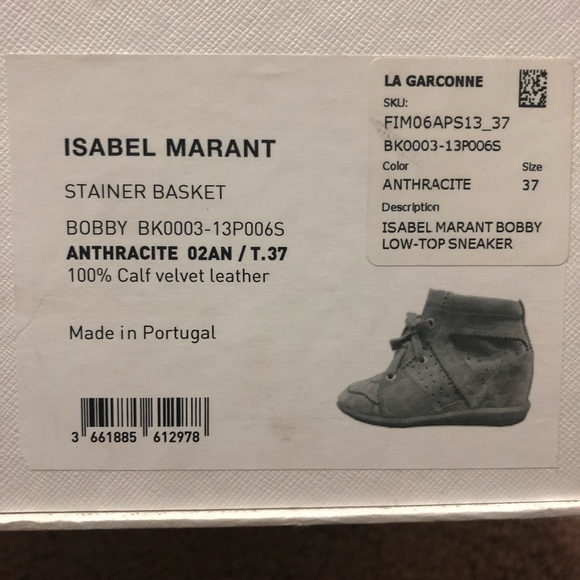 ISABEL MARANT
STAINER BASKET
BOBBY BK0003-13P006S
ANTHRACITE 02AN / T.37
100% Calf velvet leather
Made in Portugal
3 661885 612978
LA GARCONNE
SKU:
FIM06APS13_37
BK0003-13P006S
Color Size
ANTHRACITE 37
Description
ISABEL MARANT BOBBY
LOW-TOP SNEAKER